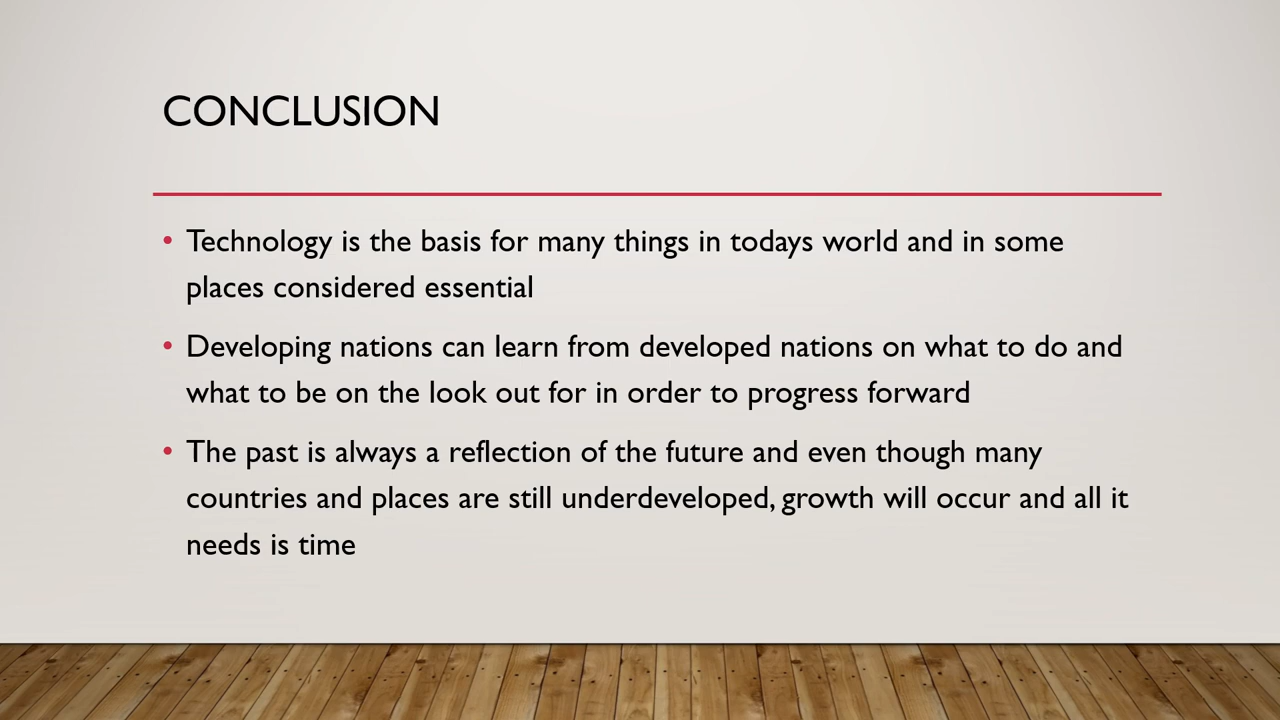 CONCLUSION
• Technology is the basis for many things in todays world and in some
places considered essential
• Developing nations can learn from developed nations on what to do and
what to be on the look out for in order to progress forward
• The past is always a reflection of the future and even though many
countries and places are still underdeveloped, growth will occur and all it
needs is time